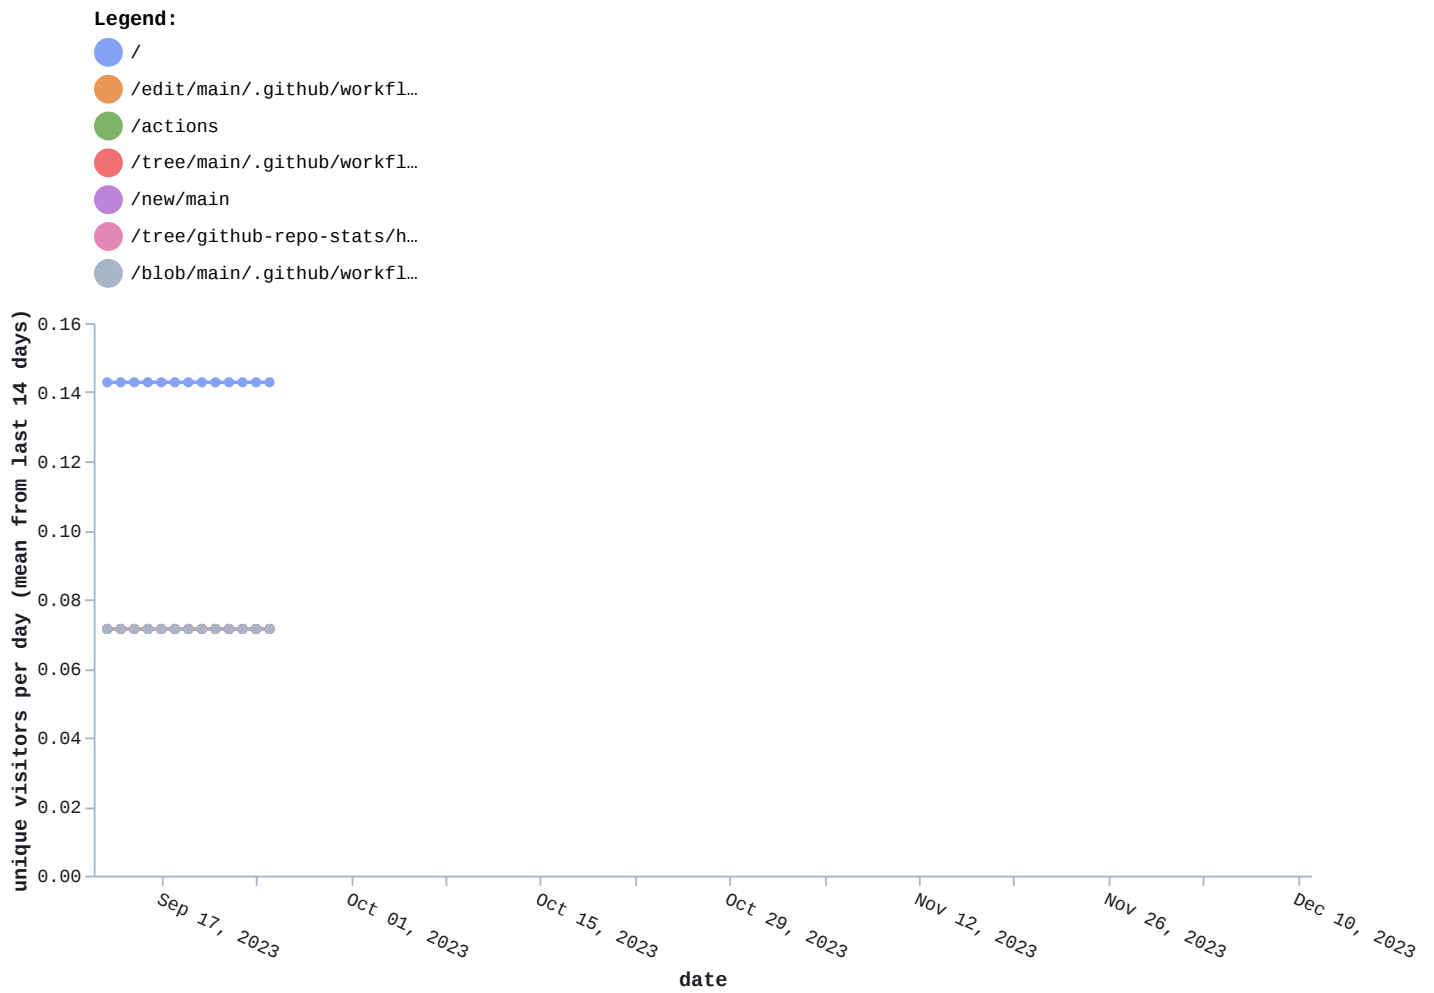 Legend:
/
/edit/main/.github/workfl…
/actions
/tree/main/.github/workfl…
/new/main
/tree/github-repo-stats/h…
/blob/main/.github/workfl…
unique visitors per day (mean from last 14 days)
0.16
0.14
0.12
0.10
0.08
0.06
0.04
0.02
0.00
Sep 17, 2023
Oct 01, 2023
Oct 15, 2023
Oct 29, 2023
Nov 12, 2023
Nov 26, 2023
Dec 10, 2023
date